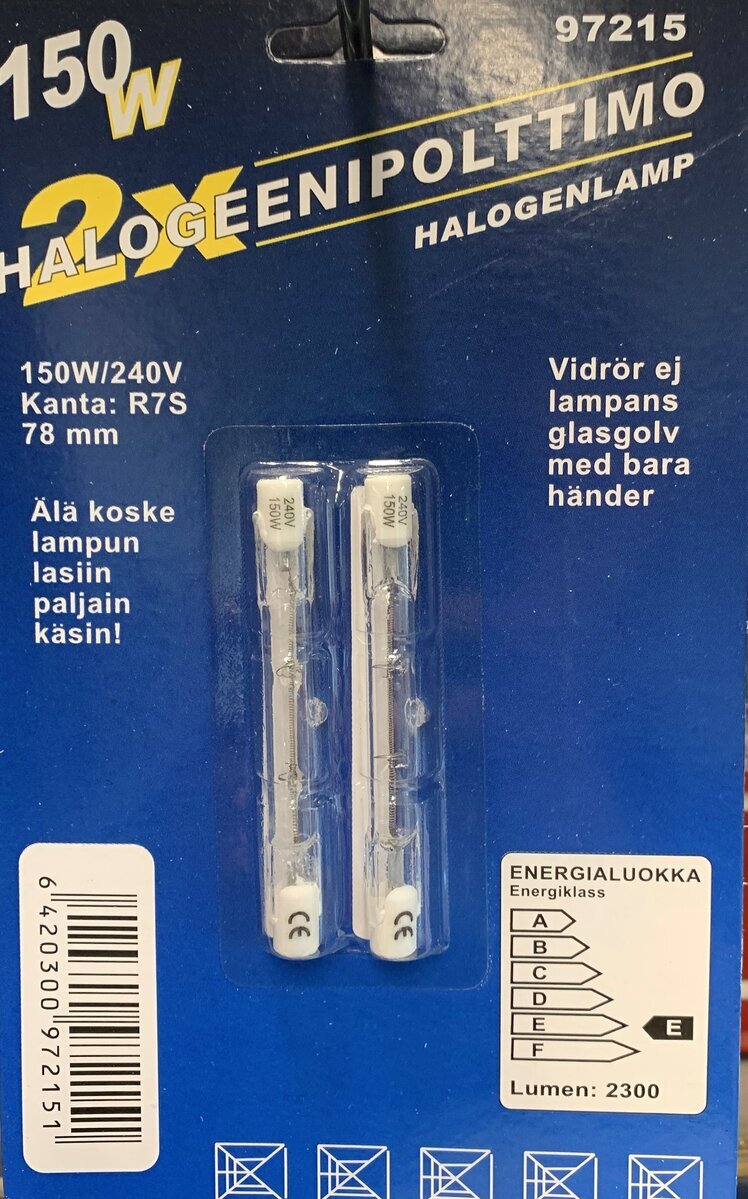 97215
150W
2x
HALOGEENIPOLTTIMO
HALOGENLAMP
150W/240V
Kanta: R7S
78 mm
Älä koske
lampun
lasiin
paljain
käsin!
Vidrör ej
lampans
glasgolv
med bara
händer
240V
150W
240V
150W
CE
CE
6 420300 972151
ENERGIALUOKKA
Energiklass
A
B
C
D
E
F
E
Lumen: 2300